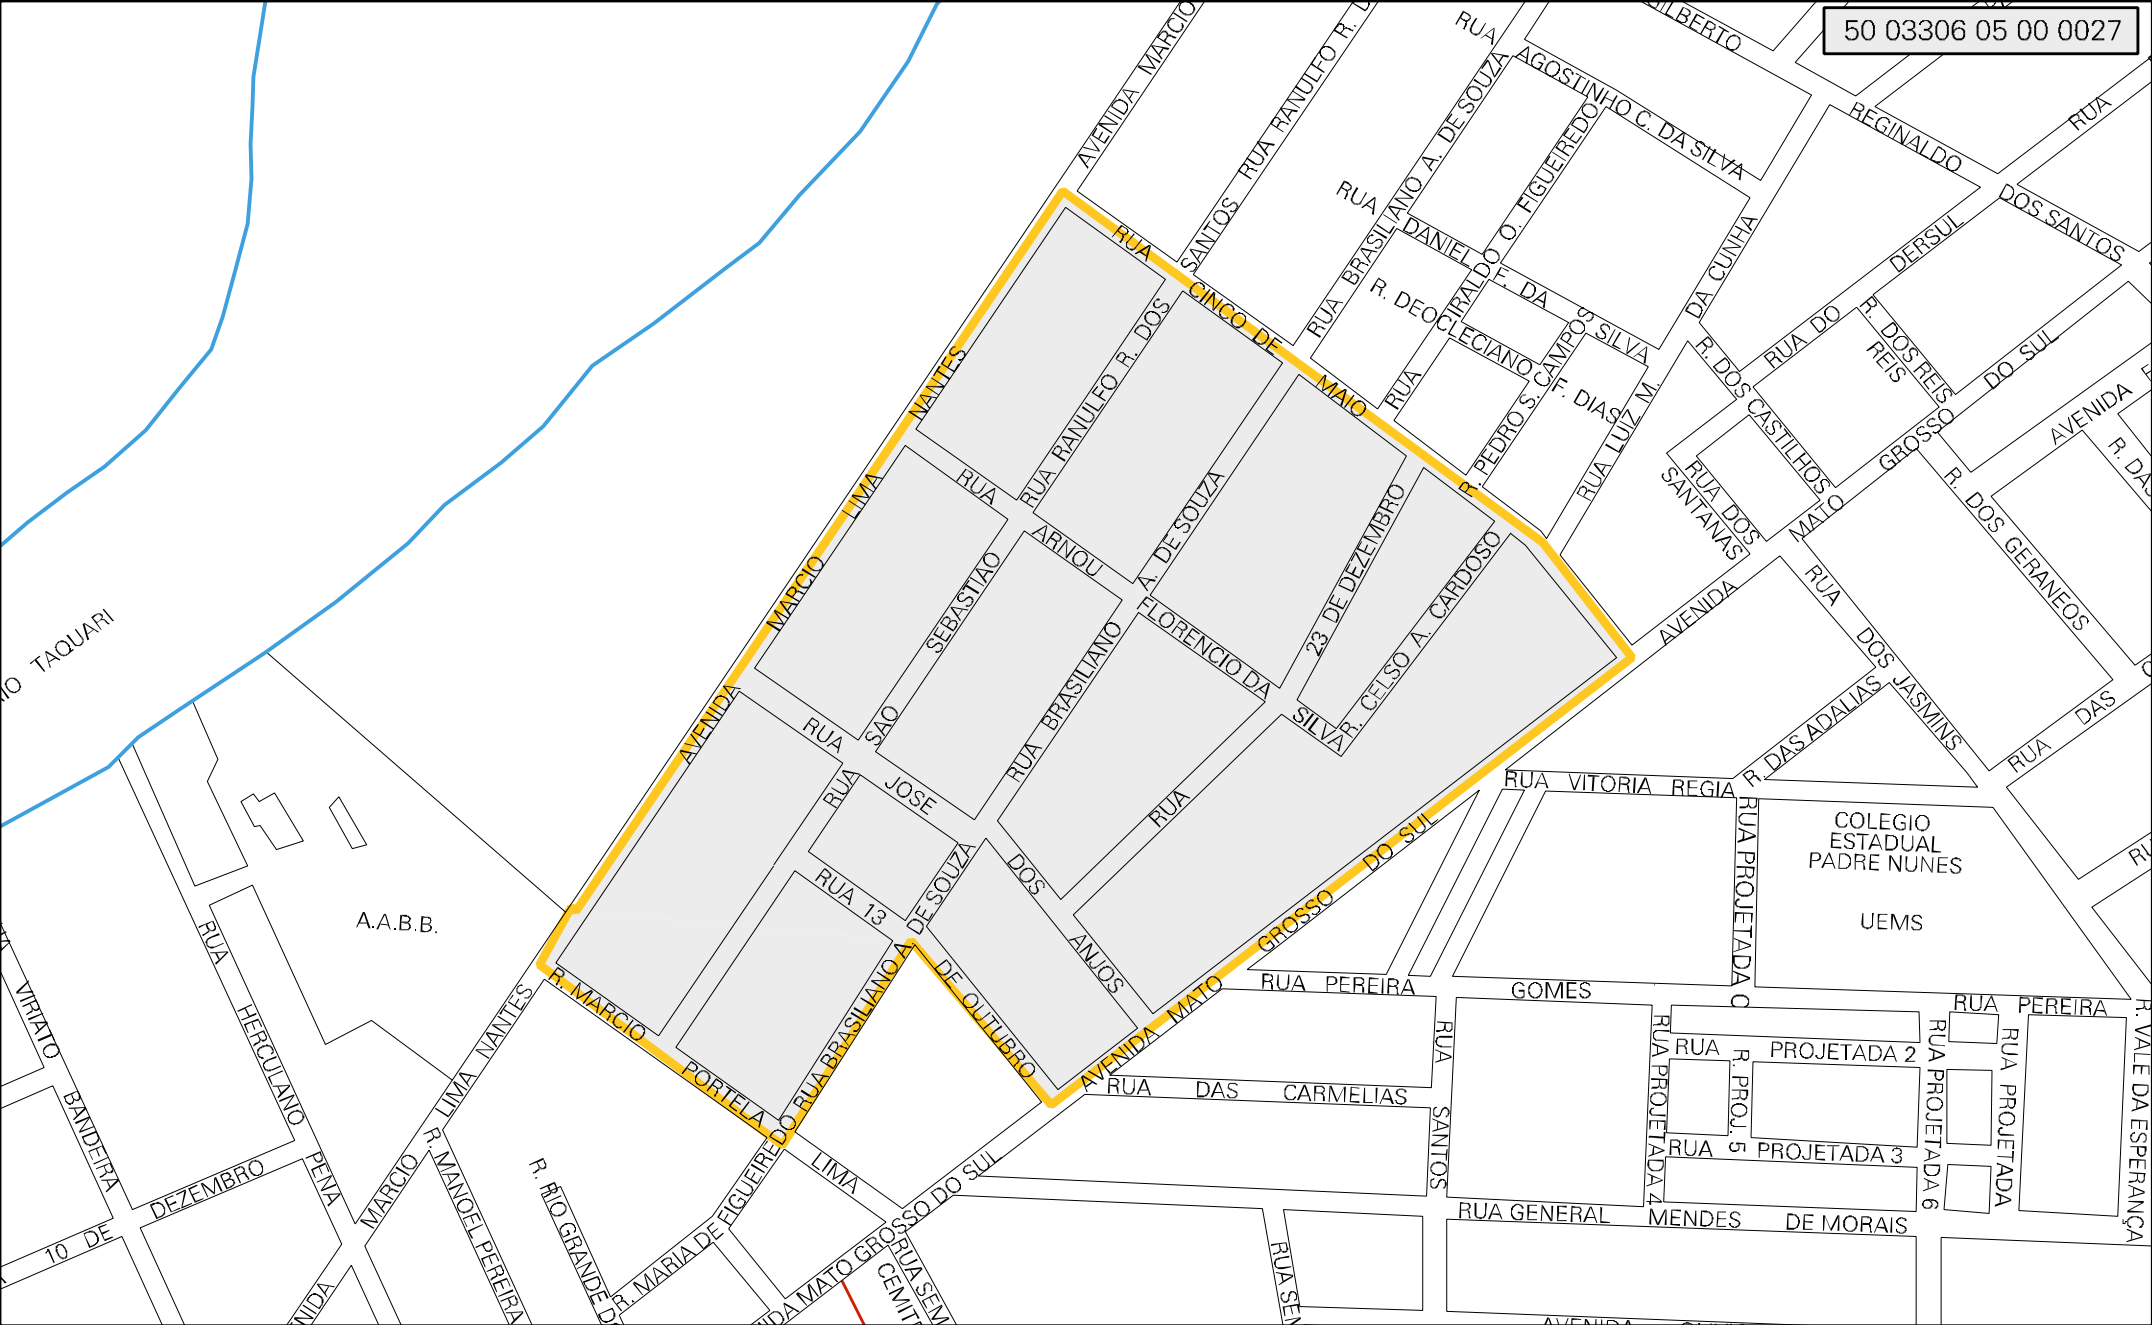 50 03306 05 00 0027
AVENIDA MARCIO
RUA RANULFO R.
SANTOS
RUA AGOSTINHO C. DA SILVA
GILBERTO
REGINALDO
DOS SANTOS
RUA
RUA BRASILIANO A. DE SOUZA
RUA DANIEL F. DA SILVA
RUA CIRALDO O. FIGUEIREDO
R. DEOCLECIANO F. DIAS
R. PEDRO S. CAMPOS
RUA LUIZ M. DA CUNHA
RUA DO DERSUL
R. DOS REIS
REIS
R. DOS CASTILHOS
RUA DOS
SANTANAS
AVENIDA MATO GROSSO DO SUL
AVENIDA
R. DAS
R. DOS GERANEOS
RUA DOS JASMINS
RUA DAS
R. DAS ADALIAS
RUA CINCO DE MAIO
AVENIDA MARCIO LIMA NANTES
RUA RANULFO R. DOS
RUA ARNOU FLORENCIO DA SILVA
A. DE SOUZA
23 DE DEZEMBRO
R. CELSO A. CARDOSO
RUA SAO SEBASTIAO
RUA BRASILIANO
RUA JOSE DOS ANJOS
RUA
RUA 13 DE OUTUBRO
DE SOUZA
RUA BRASILIANO A
R. MARCIO PORTELA LIMA
AVENIDA MATO GROSSO DO SUL
TAQUARI
A.A.B.B.
RUA HERCULANO PENA
VIRIATO BANDEIRA
10 DE DEZEMBRO
MARCIO LIMA NANTES
R. MANOEL PEREIRA
R. RIO GRANDE DO
R. MARIA DE FIGUEIREDO
MATO GROSSO DO SUL
RUA SEM
CEMIT
RUA VITORIA REGIA
COLEGIO
ESTADUAL
PADRE NUNES
UEMS
RUA PROJETADA C
RUA PEREIRA GOMES
RUA PEREIRA
RUA DAS CARMELIAS
RUA SANTOS
RUA PROJETADA 2
RUA PROJETADA 3
RUA PROJETADA 4
R. PROJ. 5
RUA PROJETADA 6
RUA PROJETADA
R. VALE DA ESPERANÇA
RUA GENERAL MENDES DE MORAIS
RUA SEM
AVENIDA